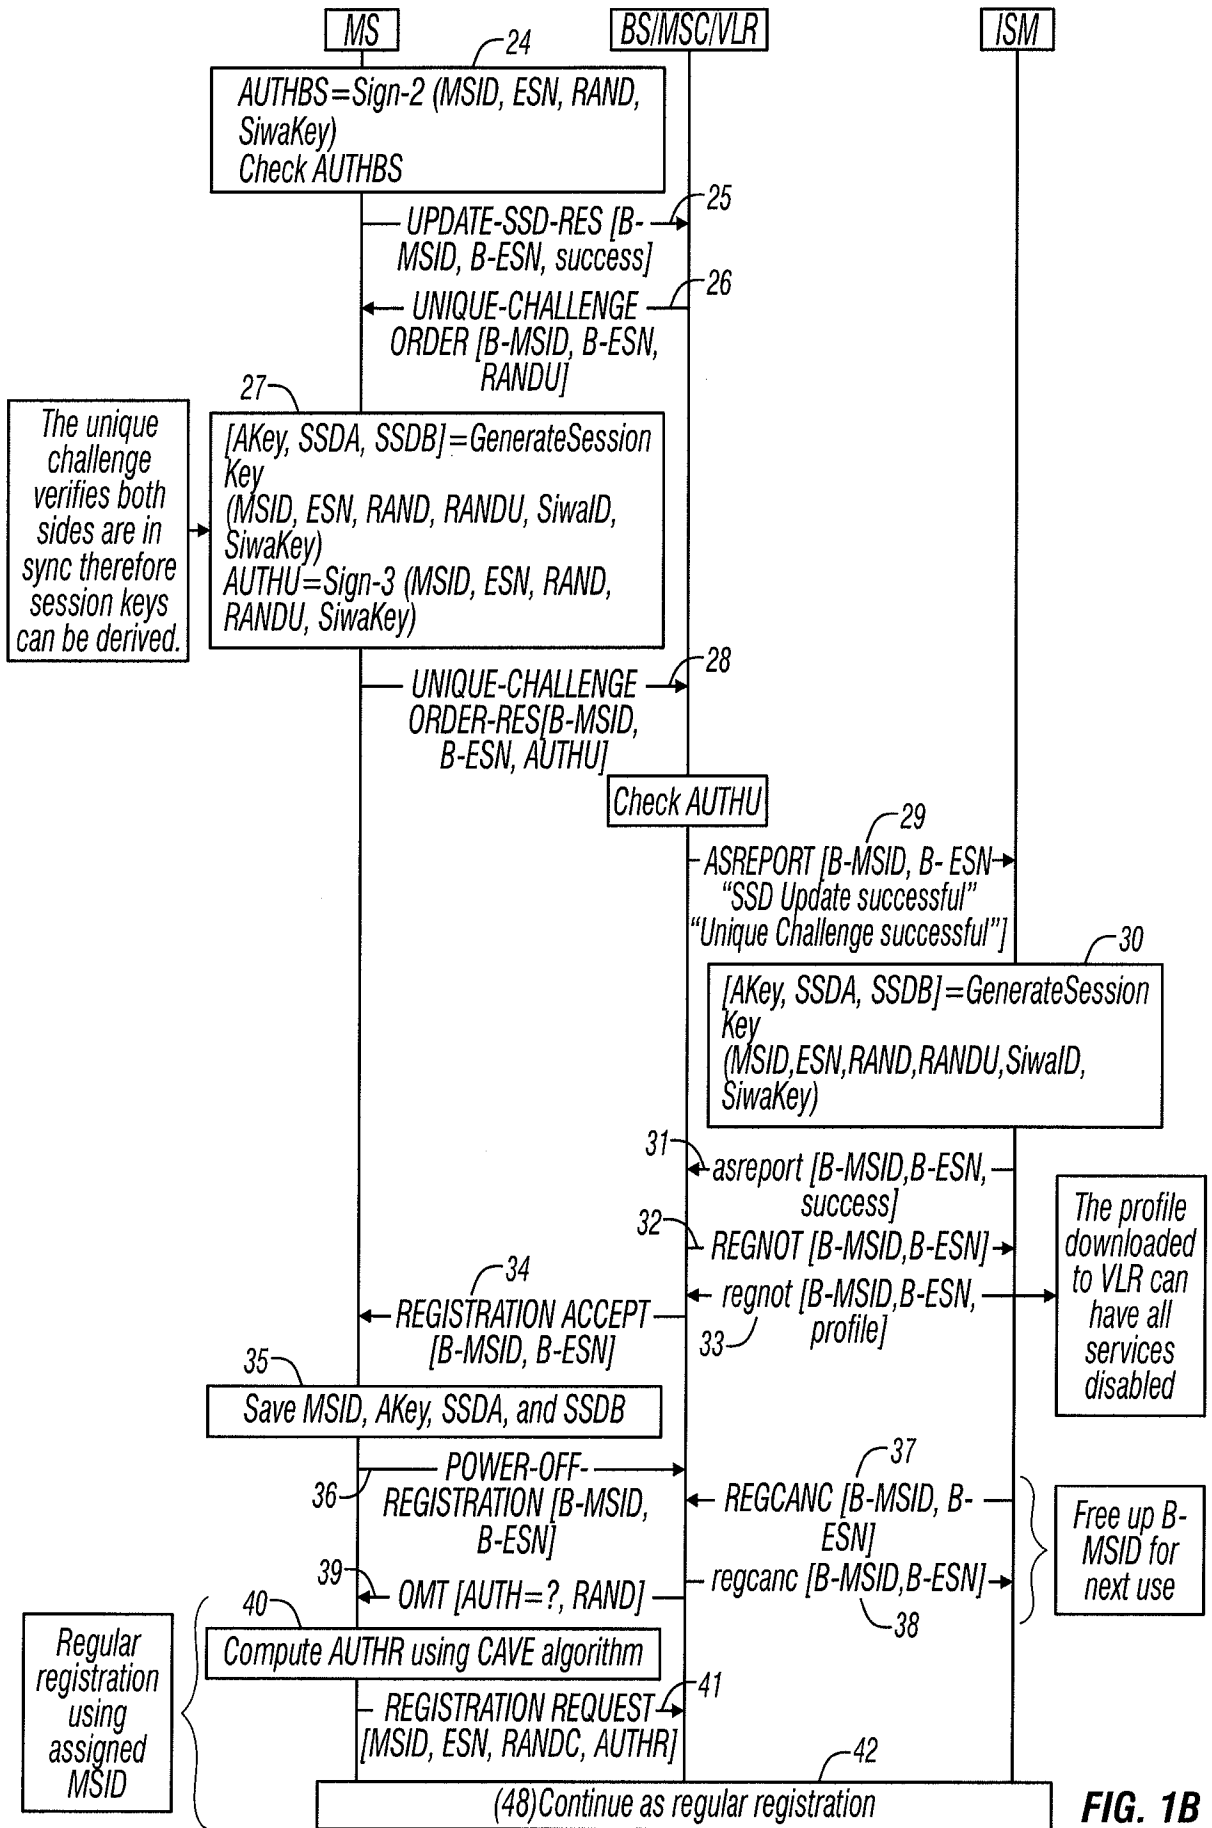 MS
BS/MSC/VLR
ISM
24
AUTHBS=Sign-2 (MSID, ESN, RAND,
SiwaKey)
Check AUTHBS
25
UPDATE-SSD-RES [B-
MSID, B-ESN, success]
26
UNIQUE-CHALLENGE
ORDER [B-MSID, B-ESN,
RANDU]
27
The unique
challenge
verifies both
sides are in
sync therefore
session keys
can be derived.
[AKey, SSDA, SSDB]=GenerateSession
Key
(MSID, ESN, RAND, RANDU, SiwaID,
SiwaKey)
AUTHU=Sign-3 (MSID, ESN, RAND,
RANDU, SiwaKey)
28
UNIQUE-CHALLENGE
ORDER-RES[B-MSID,
B-ESN, AUTHU]
Check AUTHU
29
ASREPORT [B-MSID, B- ESN
“SSD Update successful”
“Unique Challenge successful”]
30
[AKey, SSDA, SSDB]=GenerateSession
Key
(MSID,ESN,RAND,RANDU,SiwaID,
SiwaKey)
31
asreport [B-MSID,B-ESN,
success]
32
REGNOT [B-MSID,B-ESN]
The profile
downloaded
to VLR can
have all
services
disabled
33
regnot [B-MSID,B-ESN,
profile]
34
REGISTRATION ACCEPT
[B-MSID, B-ESN]
35
Save MSID, AKey, SSDA, and SSDB
36
POWER-OFF-
REGISTRATION [B-MSID,
B-ESN]
37
REGCANC [B-MSID, B-
ESN]
Free up B-
MSID for
next use
regcanc [B-MSID,B-ESN]
38
39
OMT [AUTH=?, RAND]
40
Compute AUTHR using CAVE algorithm
Regular
registration
using
assigned
MSID
41
REGISTRATION REQUEST
[MSID, ESN, RANDC, AUTHR]
42
(48)Continue as regular registration
FIG. 1B